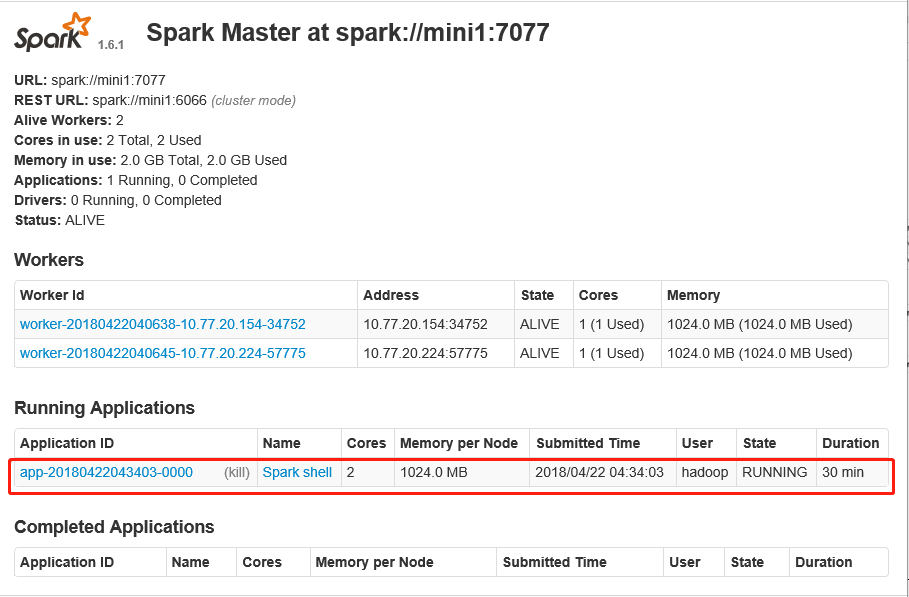 Spark 1.6.1 Spark Master at spark://mini1:7077
URL: spark://mini1:7077
REST URL: spark://mini1:6066 (cluster mode)
Alive Workers: 2
Cores in use: 2 Total, 2 Used
Memory in use: 2.0 GB Total, 2.0 GB Used
Applications: 1 Running, 0 Completed
Drivers: 0 Running, 0 Completed
Status: ALIVE
Workers
Worker Id Address State Cores Memory
worker-20180422040638-10.77.20.154-34752 10.77.20.154:34752 ALIVE 1 (1 Used) 1024.0 MB (1024.0 MB Used)
worker-20180422040645-10.77.20.224-57775 10.77.20.224:57775 ALIVE 1 (1 Used) 1024.0 MB (1024.0 MB Used)
Running Applications
Application ID Name Cores Memory per Node Submitted Time User State Duration
app-20180422043403-0000 (kill) Spark shell 2 1024.0 MB 2018/04/22 04:34:03 hadoop RUNNING 30 min
Completed Applications
Application ID Name Cores Memory per Node Submitted Time User State Duration